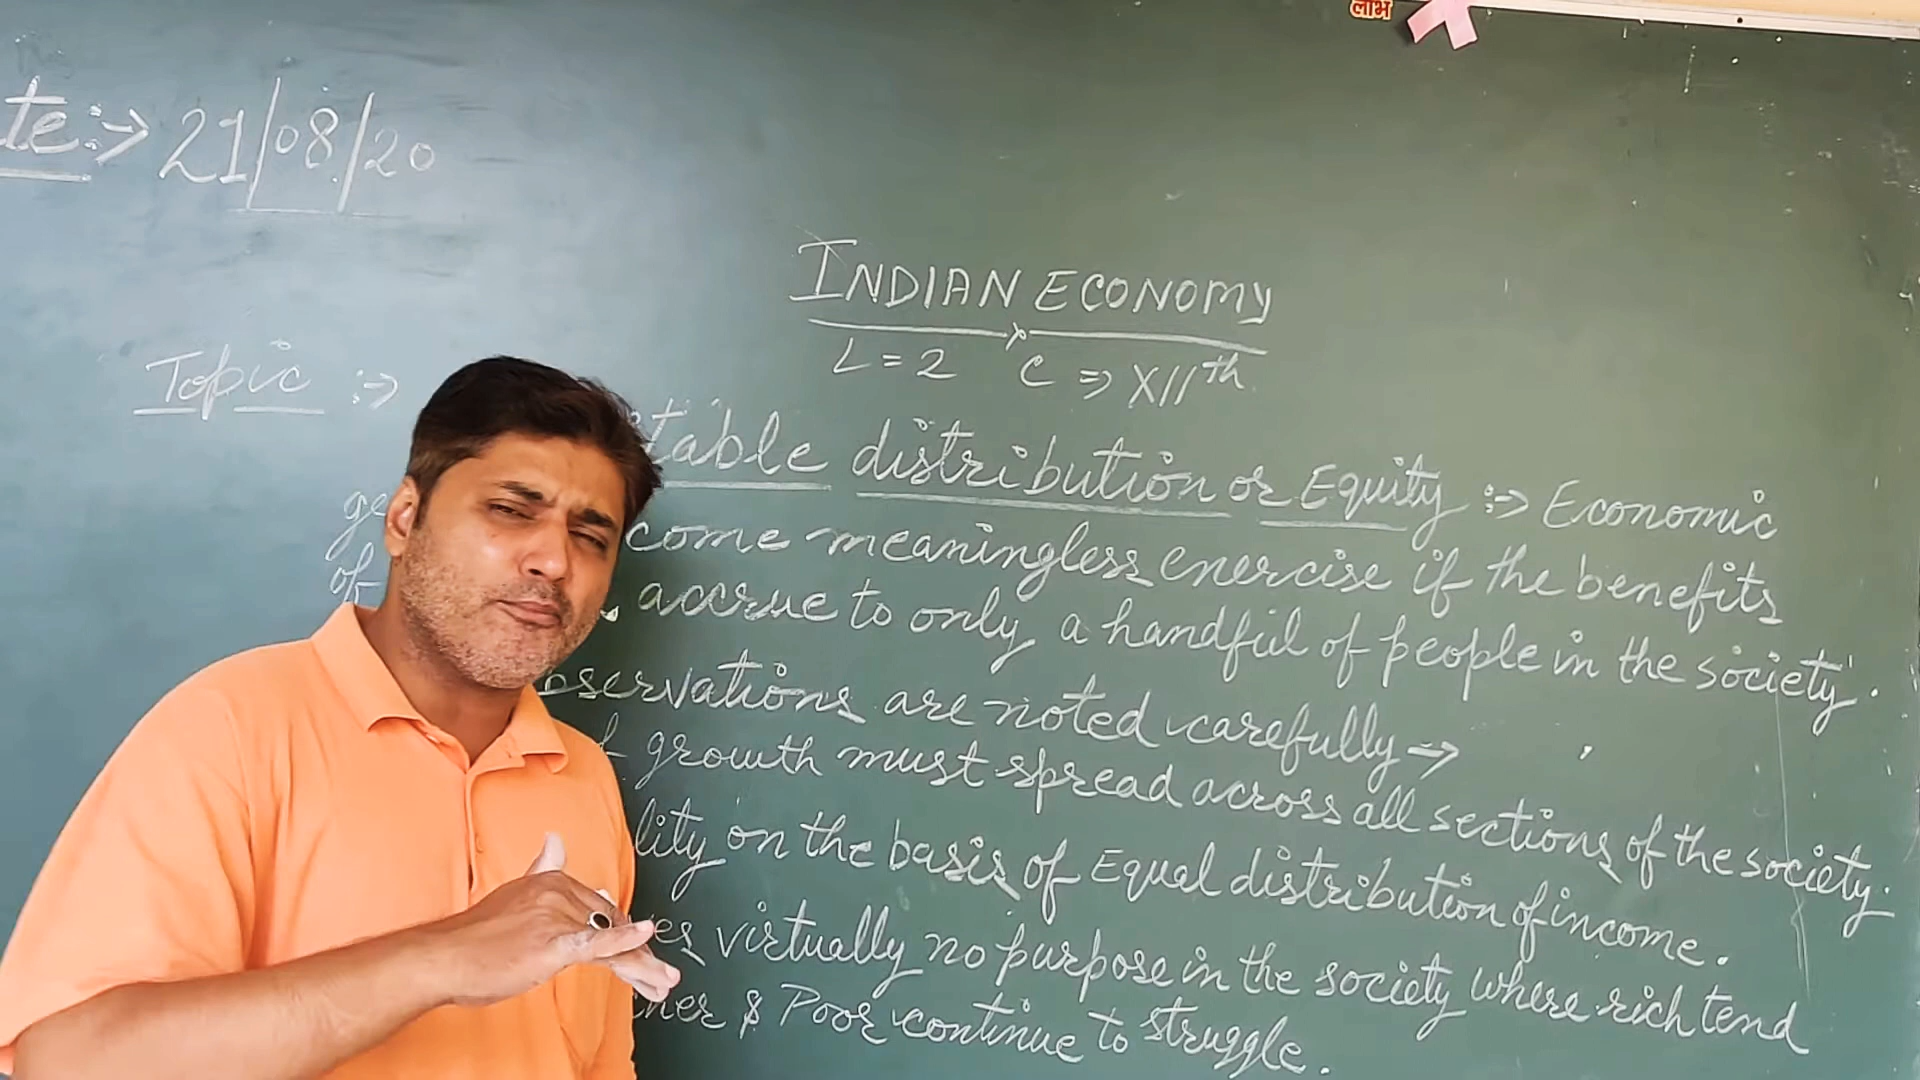 लाभ
te :-> 21/08/20
INDIAN ECONOMY
L=2 C => XIIth
Topic :->
table distribution or Equity :-> Economic
ge come meaningless enercise if the benefits
of accrue to only a handful of people in the society.
servations are noted carefully ->
growth must spread across all sections of the society.
lity on the basis of Equal distribution of income.
es virtually no purpose in the society where rich tend
her & Poor continue to struggle.